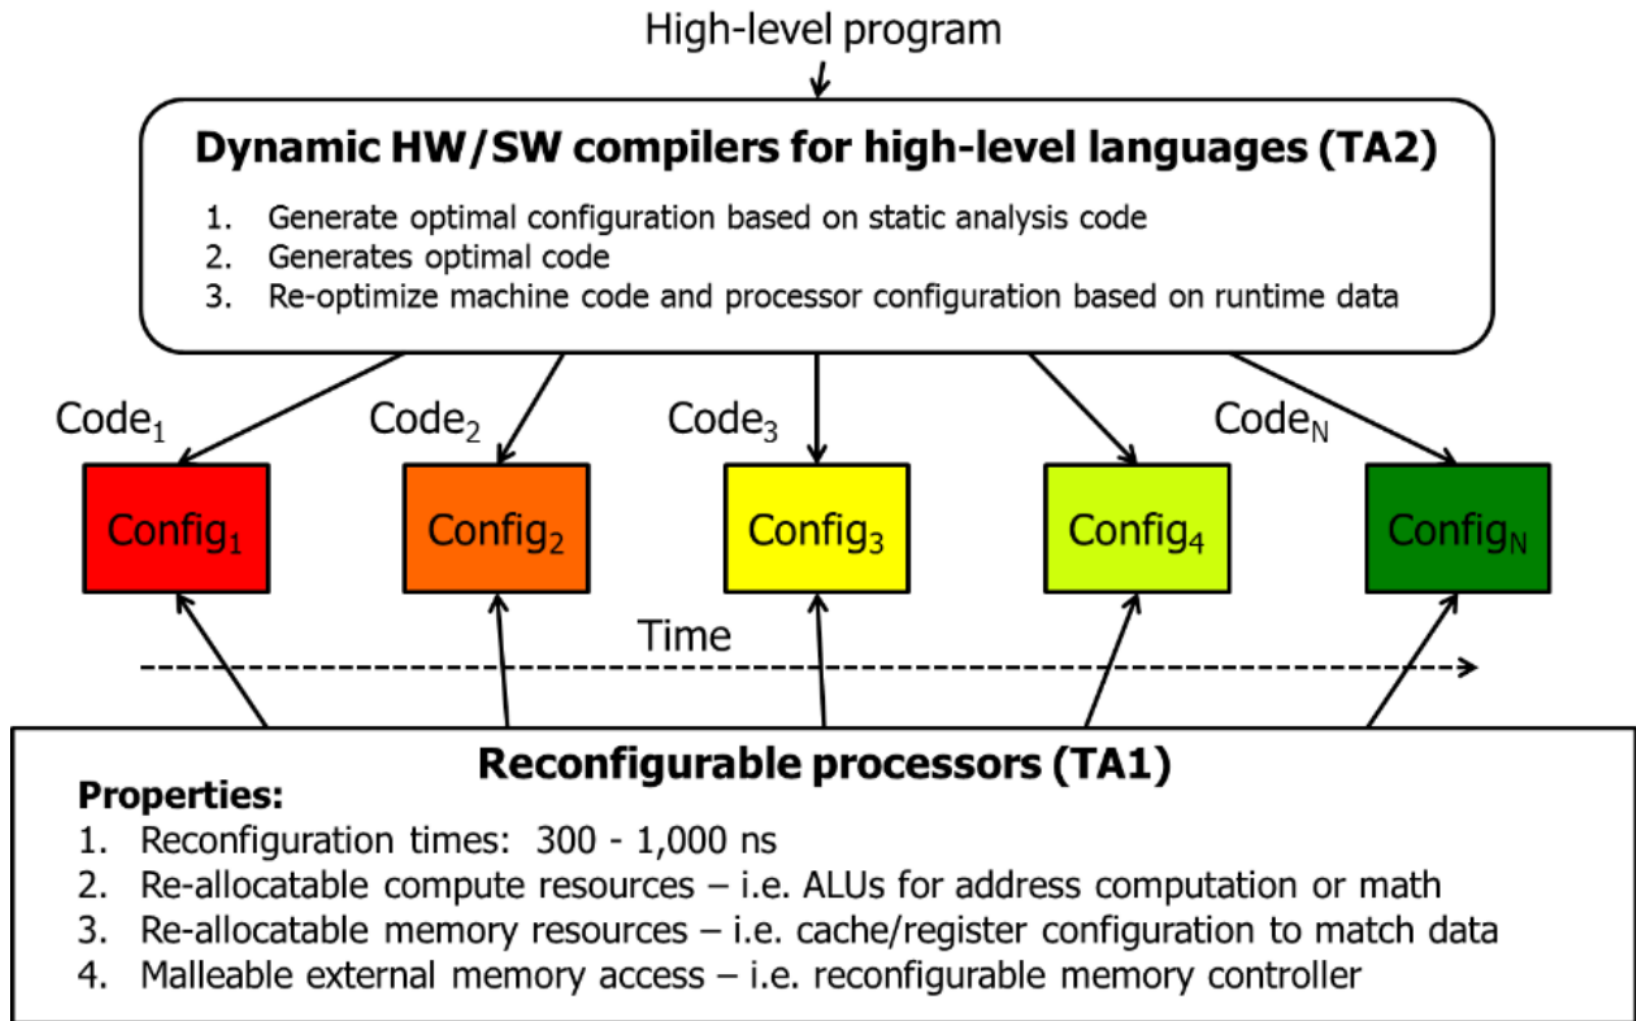 High-level program
Dynamic HW/SW compilers for high-level languages (TA2)
1. Generate optimal configuration based on static analysis code
2. Generates optimal code
3. Re-optimize machine code and processor configuration based on runtime data
Code₁ Code₂ Code₃ Code_N
Config₁ Config₂ Config₃ Config₄ Config_N
Time
Reconfigurable processors (TA1)
Properties:
1. Reconfiguration times: 300 - 1,000 ns
2. Re-allocatable compute resources – i.e. ALUs for address computation or math
3. Re-allocatable memory resources – i.e. cache/register configuration to match data
4. Malleable external memory access – i.e. reconfigurable memory controller